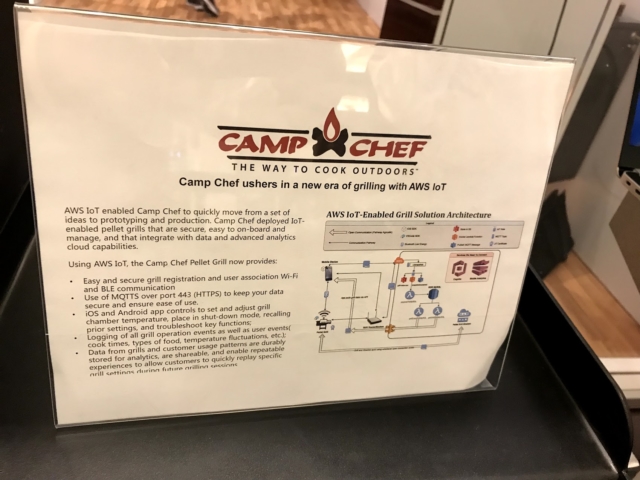 CAMP CHEF
THE WAY TO COOK OUTDOORS
Camp Chef ushers in a new era of grilling with AWS IoT
AWS IoT enabled Camp Chef to quickly move from a set of
ideas to prototyping and production. Camp Chef deployed IoT-
enabled pellet grills that are secure, easy to on-board and
manage, and that integrate with data and advanced analytics
cloud capabilities.
Using AWS IoT, the Camp Chef Pellet Grill now provides:
• Easy and secure grill registration and user association Wi-Fi
and BLE communication
• Use of MQTTS over port 443 (HTTPS) to keep your data
secure and ensure ease of use.
• iOS and Android app controls to set and adjust grill
chamber temperature, place in shut-down mode, recalling
prior settings, and troubleshoot key functions;
• Logging of all grill operation events as well as user events(
cook times, types of food, temperature fluctuations, etc.);
• Data from grills and customer usage patterns are durably
stored for analytics, are shareable, and enable repeatable
experiences to allow customers to quickly replay specific
grill settings during future grilling sessions
AWS IoT-Enabled Grill Solution Architecture